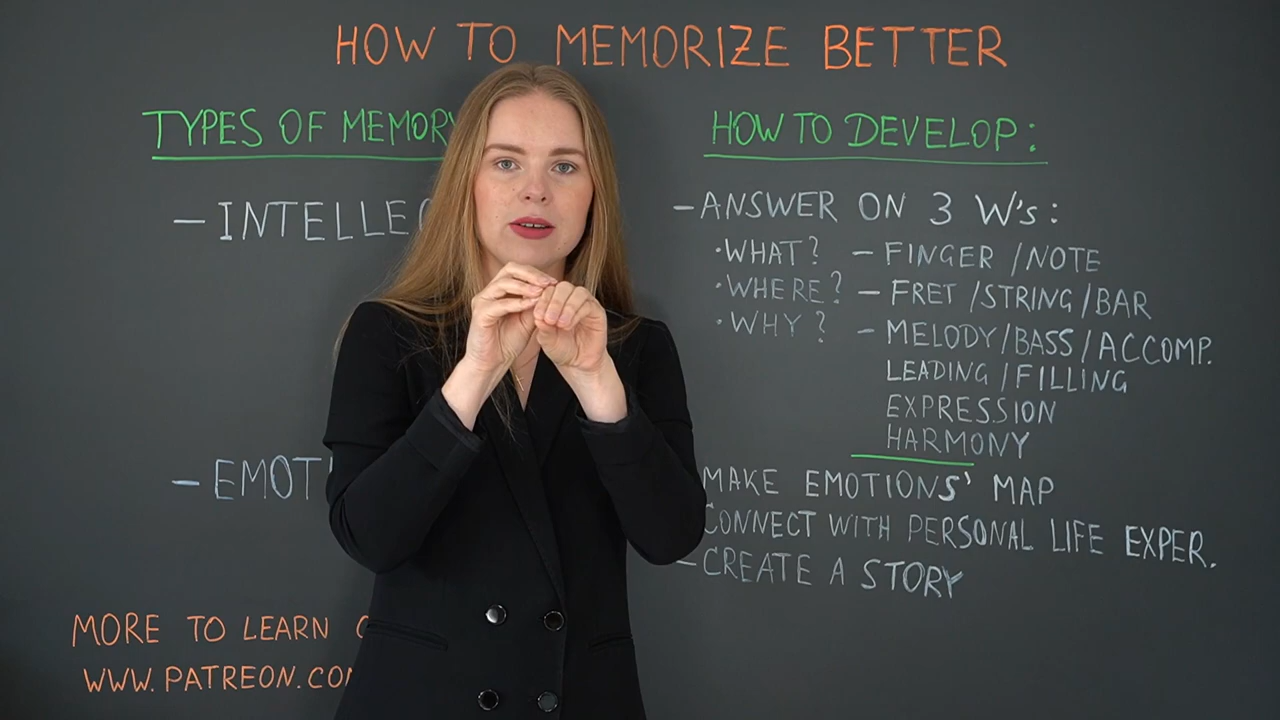 HOW TO MEMORIZE BETTER
TYPES OF MEMORY
- INTELLEC
- EMOT
MORE TO LEARN
WWW.PATREON.CO
HOW TO DEVELOP:
- ANSWER ON 3 W's:
· WHAT? - FINGER / NOTE
· WHERE? - FRET / STRING / BAR
· WHY? - MELODY / BASS / ACCOMP.
LEADING / FILLING
EXPRESSION
HARMONY
MAKE EMOTIONS' MAP
CONNECT WITH PERSONAL LIFE EXPER.
- CREATE A STORY